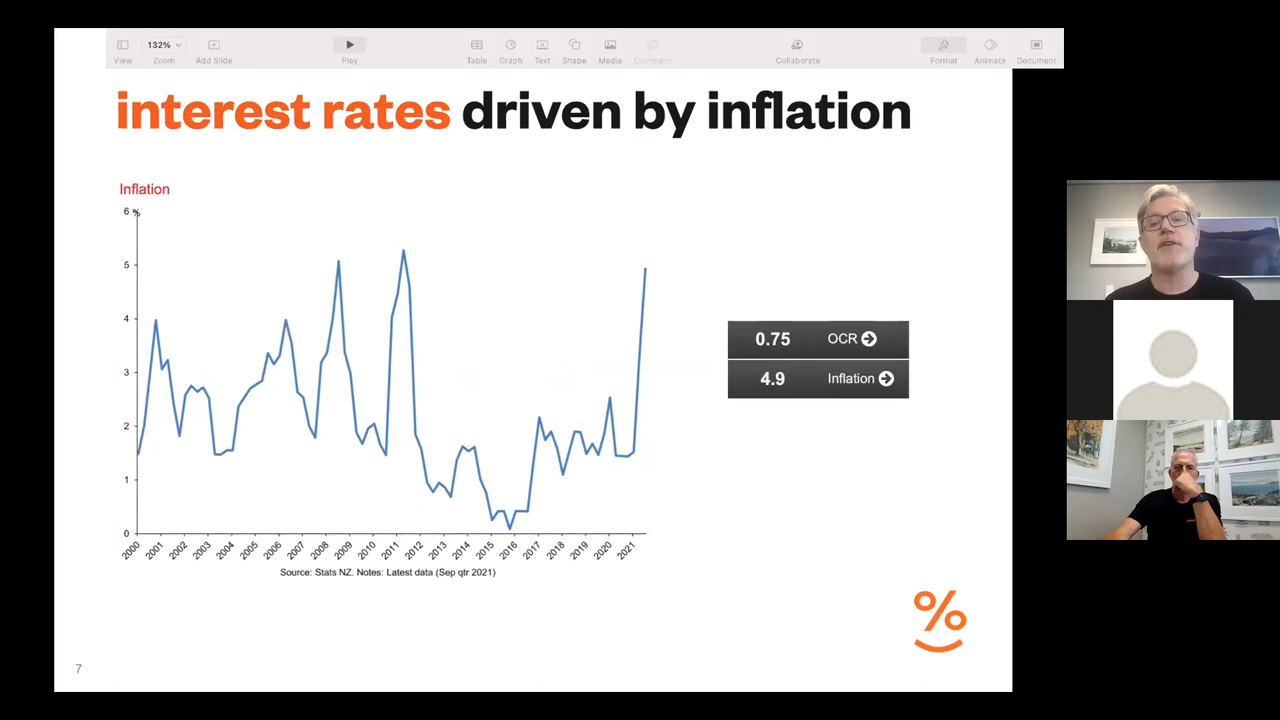 132%
View
Zoom
Add Slide
Play
Table
Graph
Text
Shape
Media
Comment
Collaborate
Format
Animate
Document
interest rates driven by inflation
Inflation
6 %
5
4
3
2
1
0
2000
2001
2002
2003
2004
2005
2006
2007
2008
2009
2010
2011
2012
2013
2014
2015
2016
2017
2018
2019
2020
2021
Source: Stats NZ. Notes: Latest data (Sep qtr 2021)
0.75 OCR
4.9 Inflation
%
7